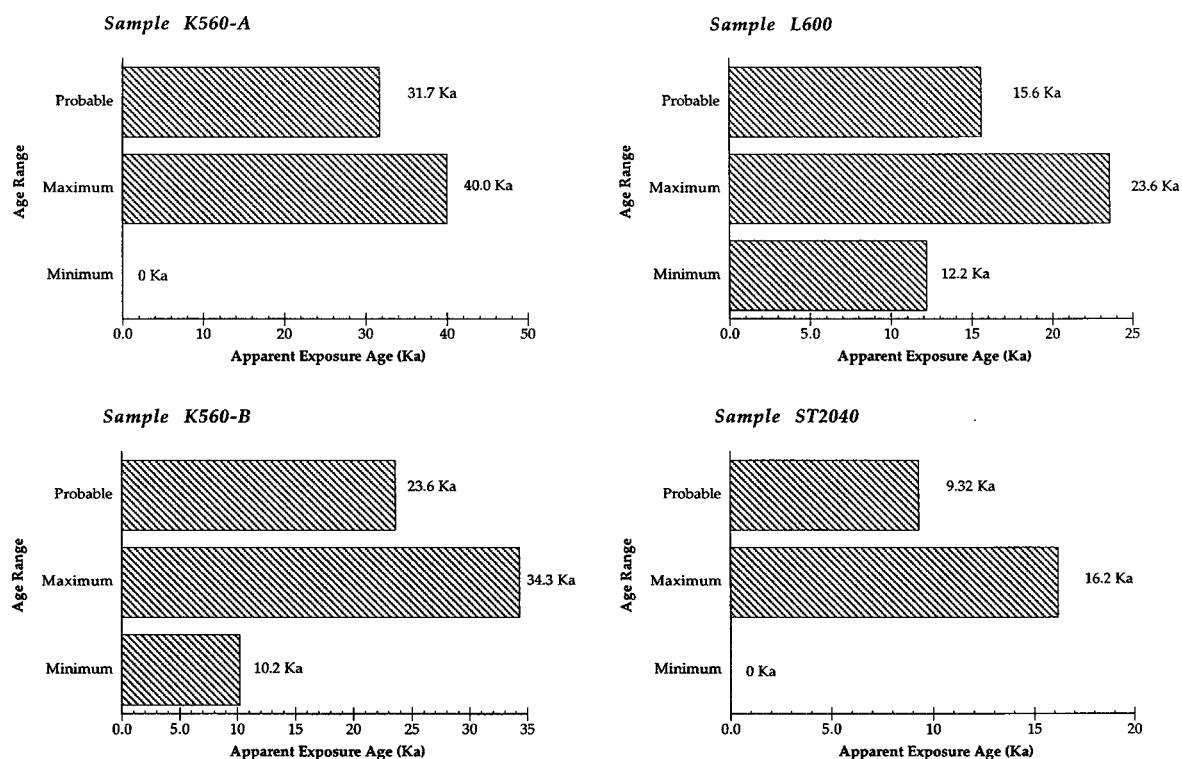 Sample K560-A
Probable
31.7 Ka
Maximum
40.0 Ka
Minimum
0 Ka
Age Range
0.0 10 20 30 40 50
Apparent Exposure Age (Ka)
Sample L600
Probable
15.6 Ka
Maximum
23.6 Ka
Minimum
12.2 Ka
Age Range
0.0 5.0 10 15 20 25
Apparent Exposure Age (Ka)
Sample K560-B
Probable
23.6 Ka
Maximum
34.3 Ka
Minimum
10.2 Ka
Age Range
0.0 5.0 10 15 20 25 30 35
Apparent Exposure Age (Ka)
Sample ST2040
Probable
9.32 Ka
Maximum
16.2 Ka
Minimum
0 Ka
Age Range
0.0 5.0 10 15 20
Apparent Exposure Age (Ka)